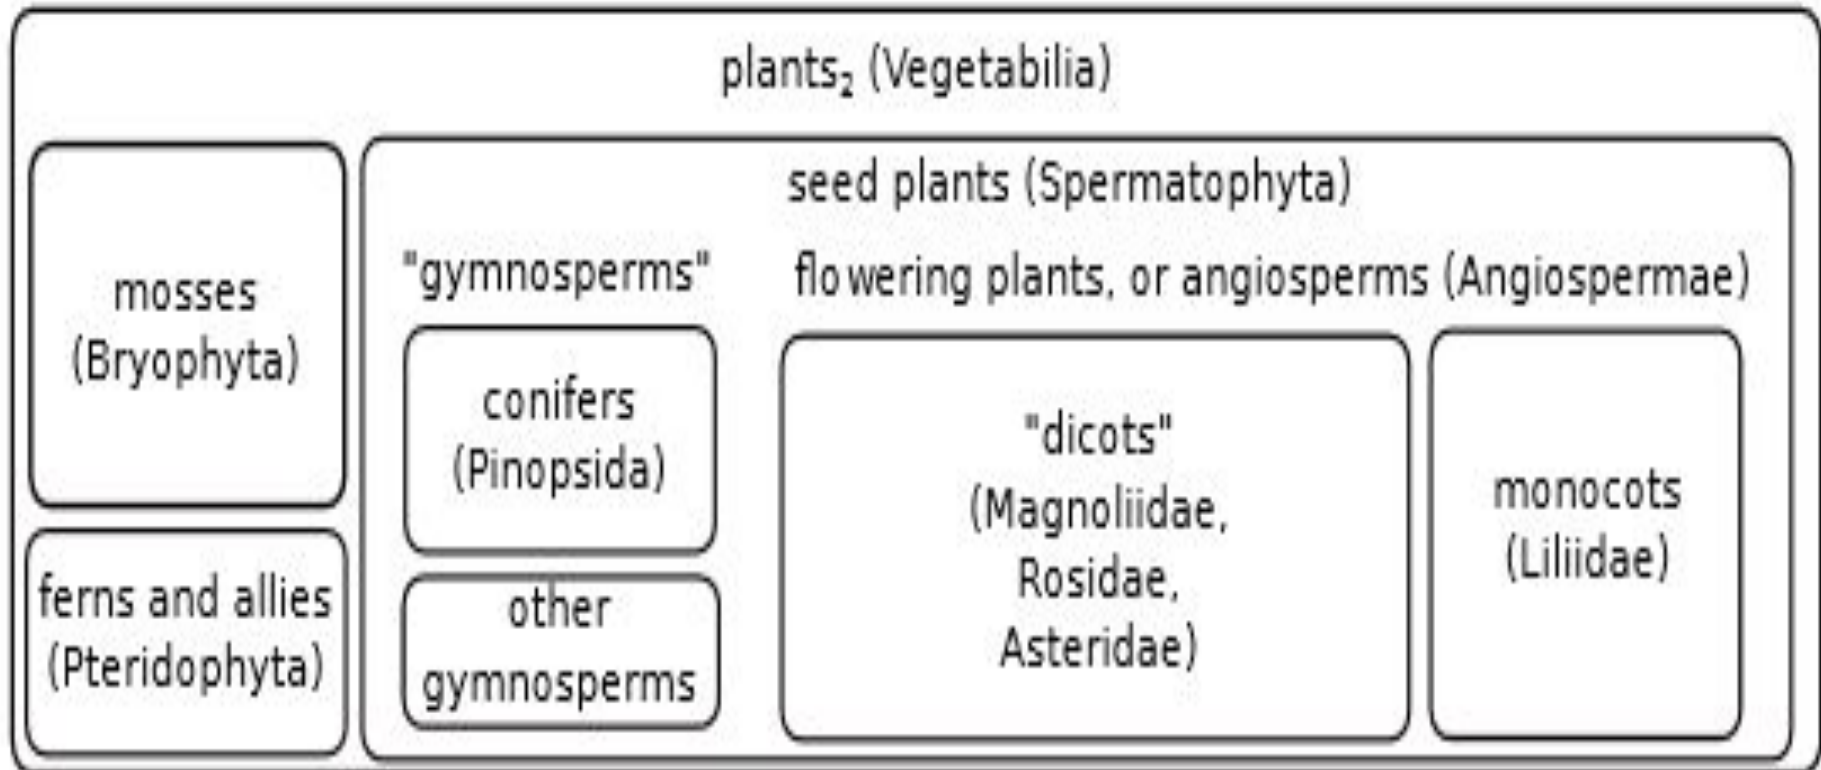 plants₂ (Vegetabilia)
mosses
(Bryophyta)
ferns and allies
(Pteridophyta)
seed plants (Spermatophyta)
"gymnosperms"
conifers
(Pinopsida)
other
gymnosperms
flowering plants, or angiosperms (Angiospermae)
"dicots"
(Magnoliidae,
Rosidae,
Asteridae)
monocots
(Liliidae)